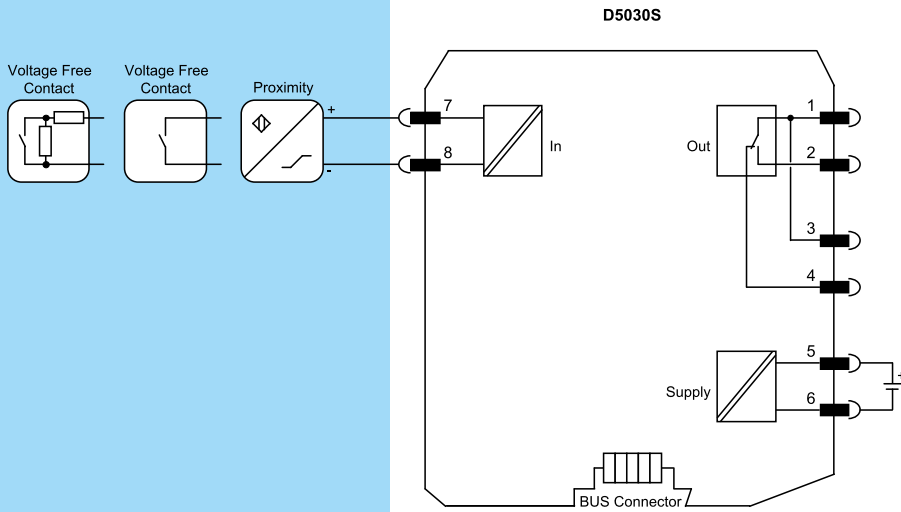 D5030S
Voltage Free
Contact
Voltage Free
Contact
Proximity
+
-
7
8
In
Out
1
2
3
4
Supply
5
6
+
BUS Connector